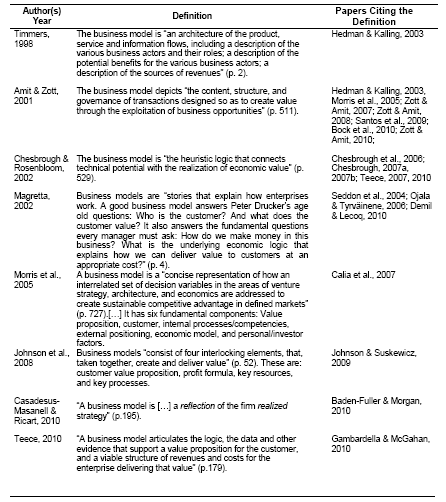 Author(s) Year Definition Papers Citing the Definition
Timmers, 1998
The business model is “an architecture of the product,
service and information flows, including a description of the
various business actors and their roles; a description of the
potential benefits for the various business actors; a
description of the sources of revenues” (p. 2).
Hedman & Kalling, 2003
Amit & Zott, 2001
The business model depicts “the content, structure, and
governance of transactions designed so as to create value
through the exploitation of business opportunities” (p. 511).
Hedman & Kalling, 2003,
Morris et al., 2005; Zott &
Amit, 2007; Zott & Amit,
2008; Santos et al., 2009;
Bock et al., 2010; Zott &
Amit, 2010;
Chesbrough &
Rosenbloom,
2002
The business model is “the heuristic logic that connects
technical potential with the realization of economic value” (p.
529).
Chesbrough et al., 2006;
Chesbrough, 2007a,
2007b; Teece, 2007, 2010
Magretta,
2002
Business models are “stories that explain how enterprises
work. A good business model answers Peter Drucker’s age
old questions: Who is the customer? And what does the
customer value? It also answers the fundamental questions
every manager must ask: How do we make money in this
business? What is the underlying economic logic that
explains how we can deliver value to customers at an
appropriate cost?” (p. 4).
Seddon et al., 2004; Ojala
& Tyrväinene, 2006; Demil
& Lecoq, 2010
Morris et al.,
2005
A business model is a “concise representation of how an
interrelated set of decision variables in the areas of venture
strategy, architecture, and economics are addressed to
create sustainable competitive advantage in defined markets”
(p. 727).[…] It has six fundamental components: Value
proposition, customer, internal processes/competencies,
external positioning, economic model, and personal/investor
factors.
Calia et al., 2007
Johnson et al.,
2008
Business models “consist of four interlocking elements, that,
taken together, create and deliver value” (p. 52). These are:
customer value proposition, profit formula, key resources,
and key processes.
Johnson & Suskewicz,
2009
Casadesus-
Masanell &
Ricart, 2010
“A business model is […] a reflection of the firm realized
strategy” (p.195).
Baden-Fuller & Morgan,
2010
Teece, 2010
“A business model articulates the logic, the data and other
evidence that support a value proposition for the customer,
and a viable structure of revenues and costs for the
enterprise delivering that value” (p.179).
Gambardella & McGahan,
2010